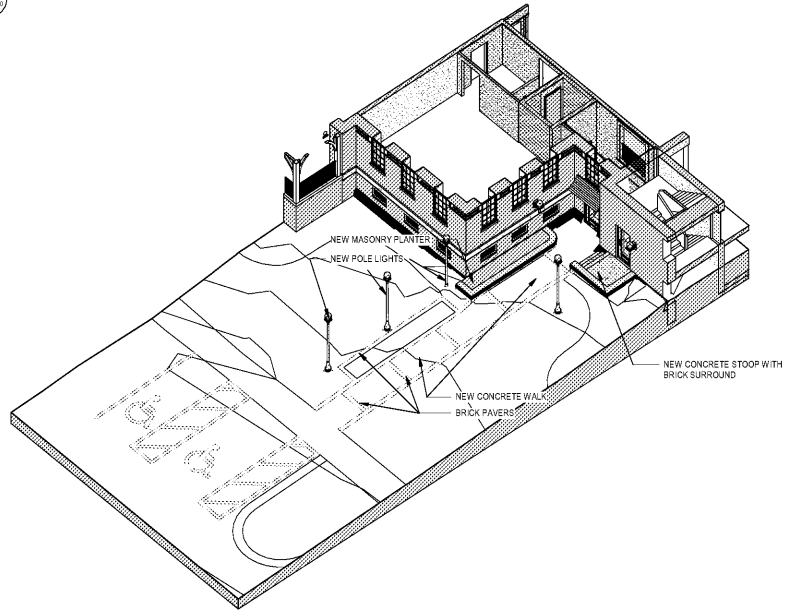 NEW MASONRY PLANTER
NEW POLE LIGHTS
NEW CONCRETE STOOP WITH
BRICK SURROUND
NEW CONCRETE WALK
BRICK PAVERS